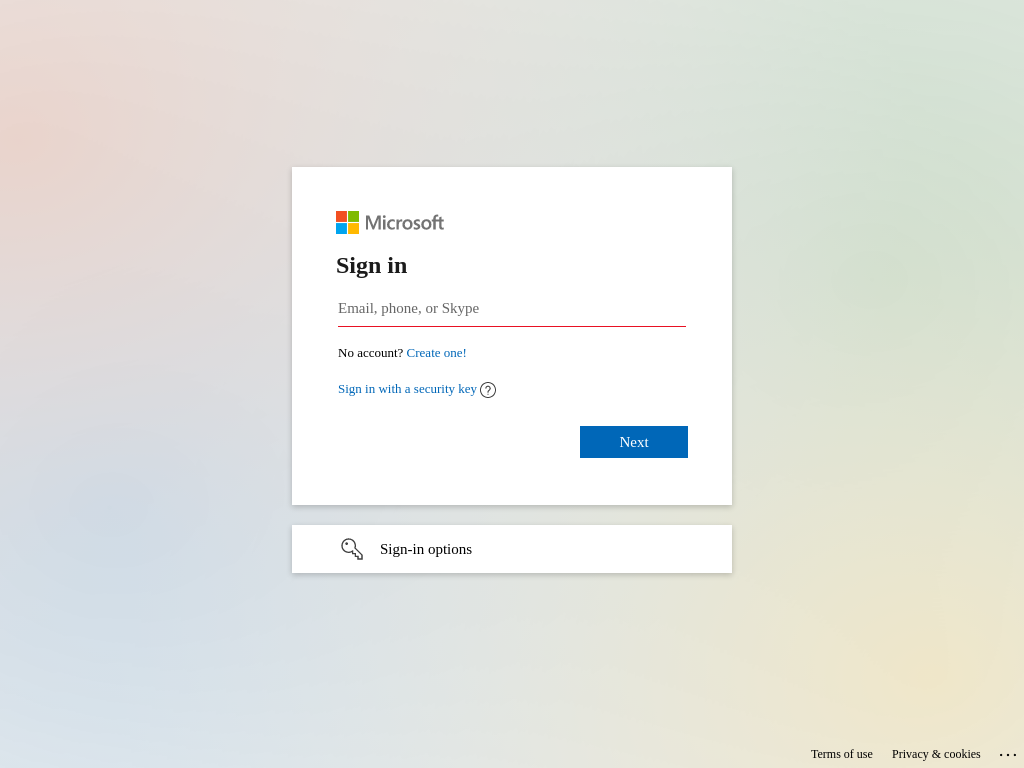 Microsoft
Sign in
Email, phone, or Skype
No account? Create one!
Sign in with a security key ?
Next
Sign-in options
Terms of use Privacy & cookies ...